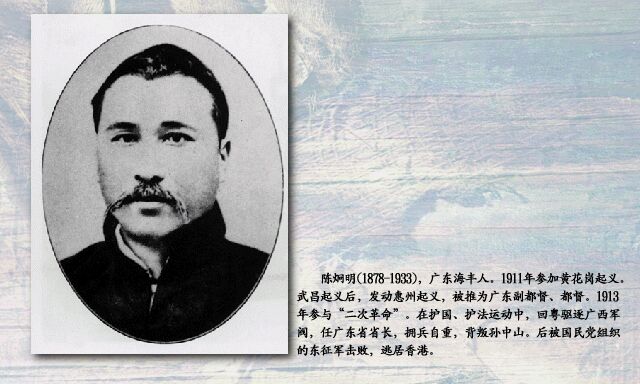 陈炯明(1878-1933)，广东海丰人。1911年参加黄花岗起义。
武昌起义后，发动惠州起义，被推为广东副都督、都督。1913
年参与“二次革命”。在护国、护法运动中，回粤驱逐广西军
阀，任广东省省长，拥兵自重，背叛孙中山。后被国民党组织
的东征军击败，逃居香港。